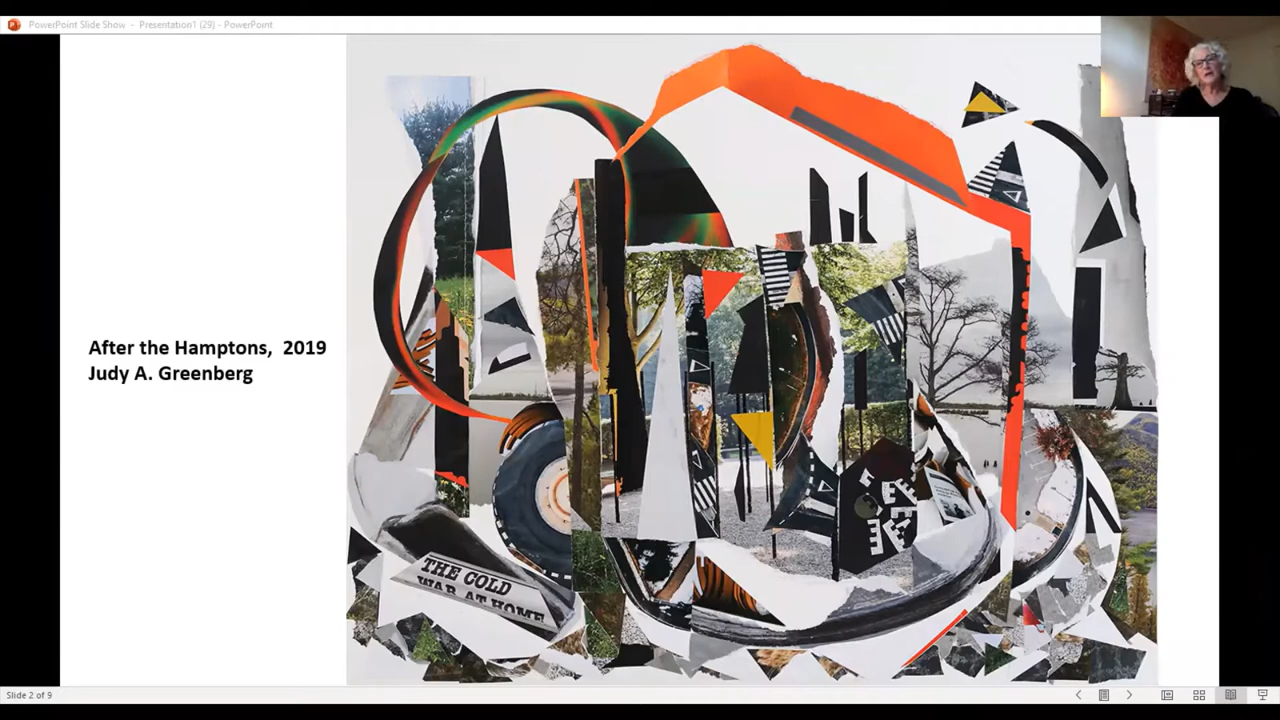 PowerPoint Slide Show - Presentation1 (29) - PowerPoint
After the Hamptons, 2019
Judy A. Greenberg
THE COLD
WAR AT HOME
Slide 2 of 9